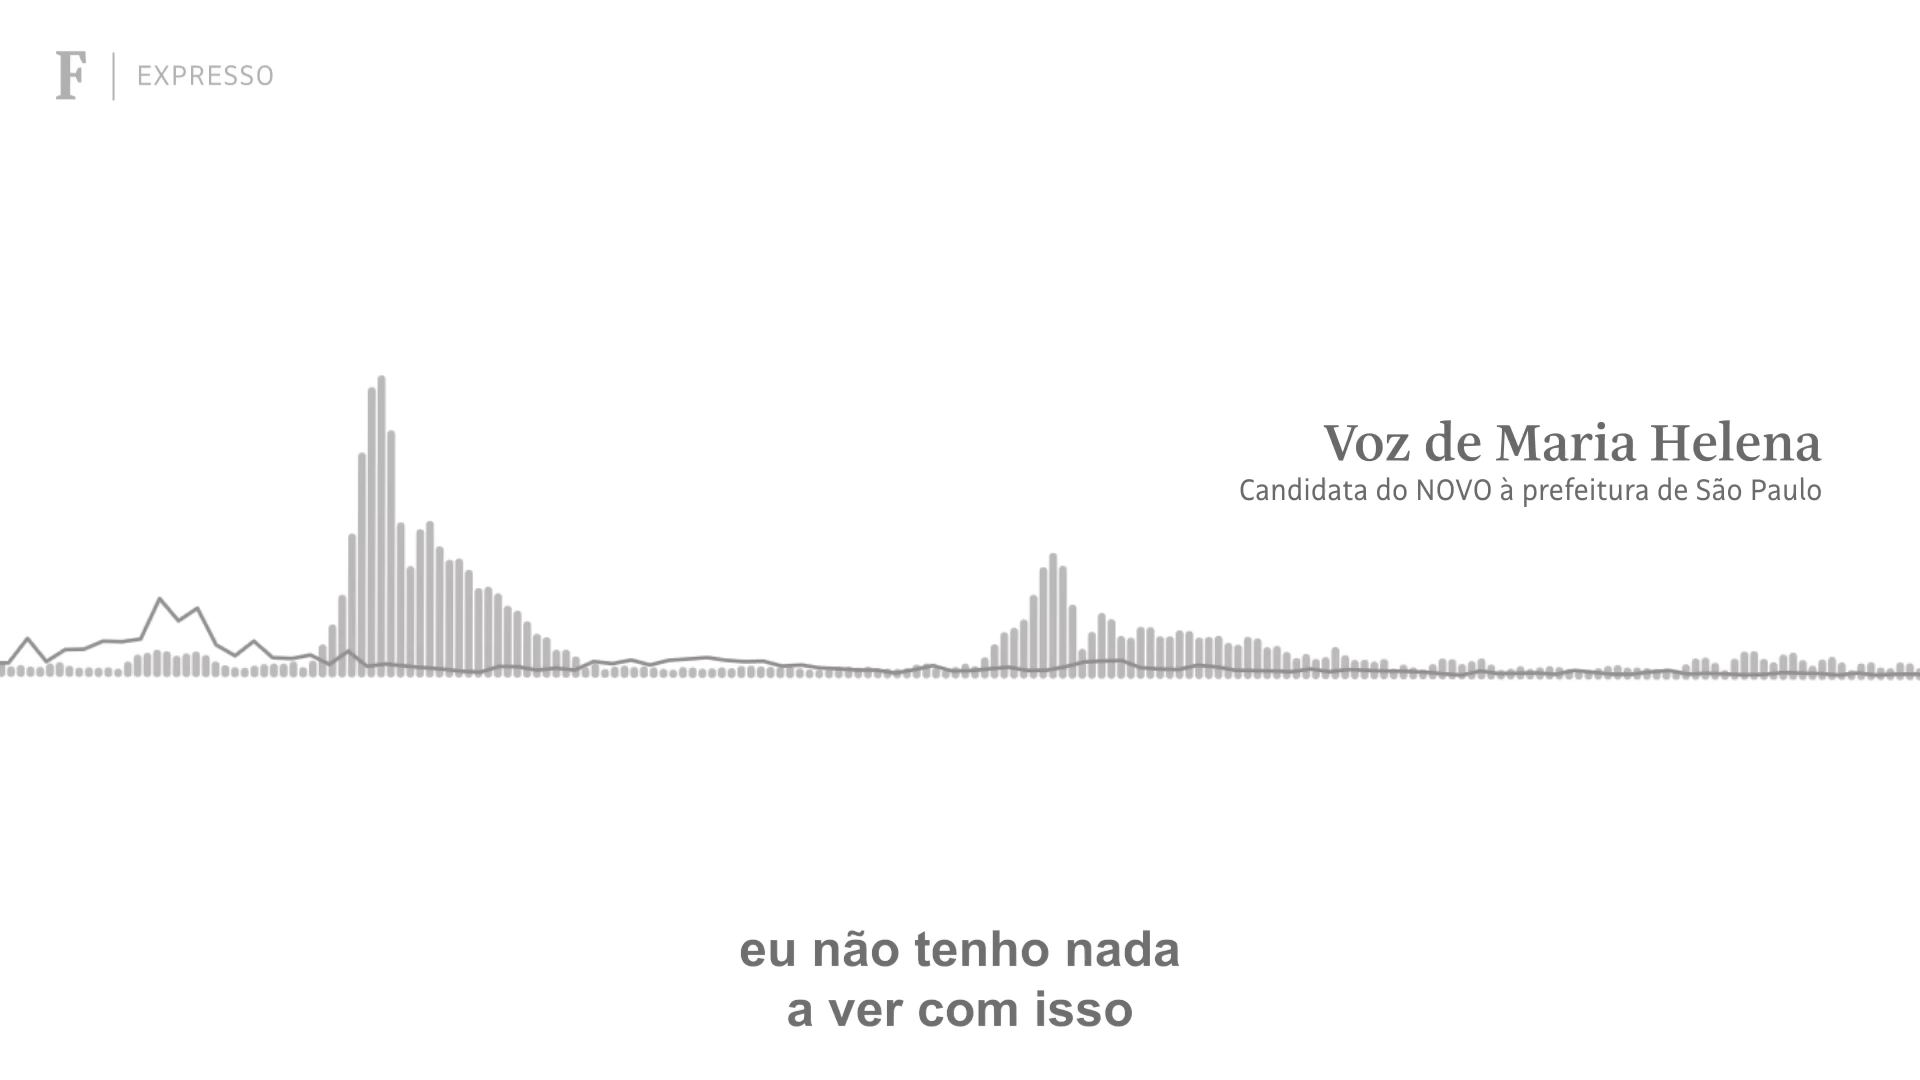 F | EXPRESSO
Voz de Maria Helena
Candidata do NOVO à prefeitura de São Paulo
eu não tenho nada
a ver com isso